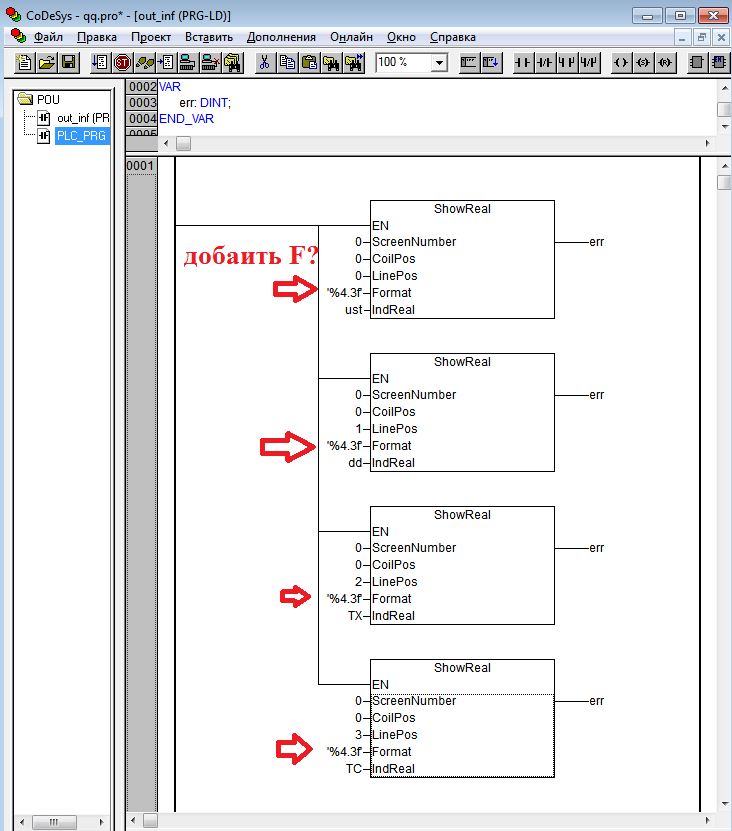 CoDeSys - qq.pro* - [out_inf (PRG-LD)]
Файл Правка Проект Вставить Дополнения Онлайн Окно Справка
ST
100 %
POU
out_inf (PR
PLC_PRG
0002 VAR
0003 err: DINT;
0004 END_VAR
0005
0001
добаить F?
ShowReal
EN
0 ScreenNumber err
0 CoilPos
0 LinePos
'%4.3f' Format
ust IndReal
ShowReal
EN
0 ScreenNumber err
0 CoilPos
1 LinePos
'%4.3f' Format
dd IndReal
ShowReal
EN
0 ScreenNumber err
0 CoilPos
2 LinePos
'%4.3f' Format
TX IndReal
ShowReal
EN
0 ScreenNumber err
0 CoilPos
3 LinePos
'%4.3f' Format
TC IndReal